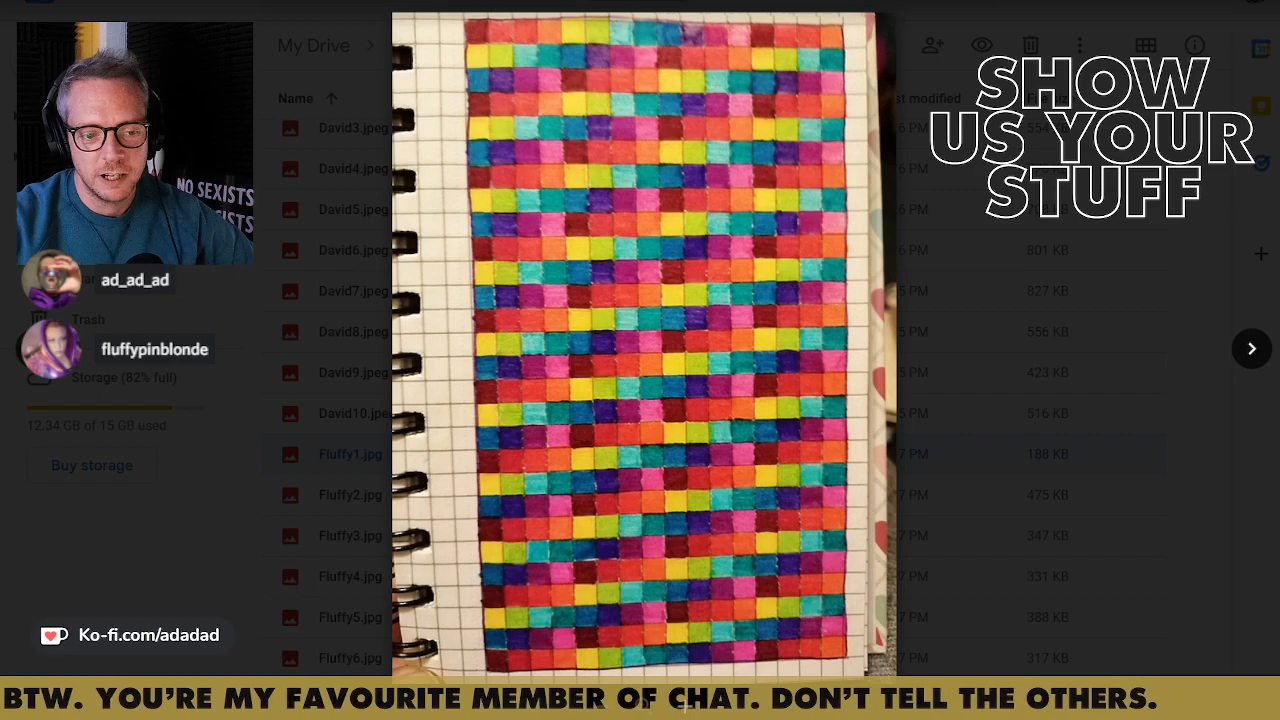 My Drive
Name
st modified
SHOW
US YOUR
STUFF
NO SEXISTS
David3.jpeg
David4.jpeg
David5.jpeg
David6.jpeg
801 KB
David7.jpeg
827 KB
David8.jpeg
556 KB
David9.jpeg
423 KB
David10.jpe
516 KB
Fluffy1.jpg
188 KB
Fluffy2.jpg
475 KB
Fluffy3.jpg
347 KB
Fluffy4.jpg
331 KB
Fluffy5.jpg
388 KB
Fluffy6.jpg
317 KB
ad_ad_ad
Trash
fluffypinblonde
Storage (82% full)
12.34 GB of 15 GB used
Buy storage
Ko-fi.com/adadad
BTW. YOU'RE MY FAVOURITE MEMBER OF CHAT. DON'T TELL THE OTHERS.